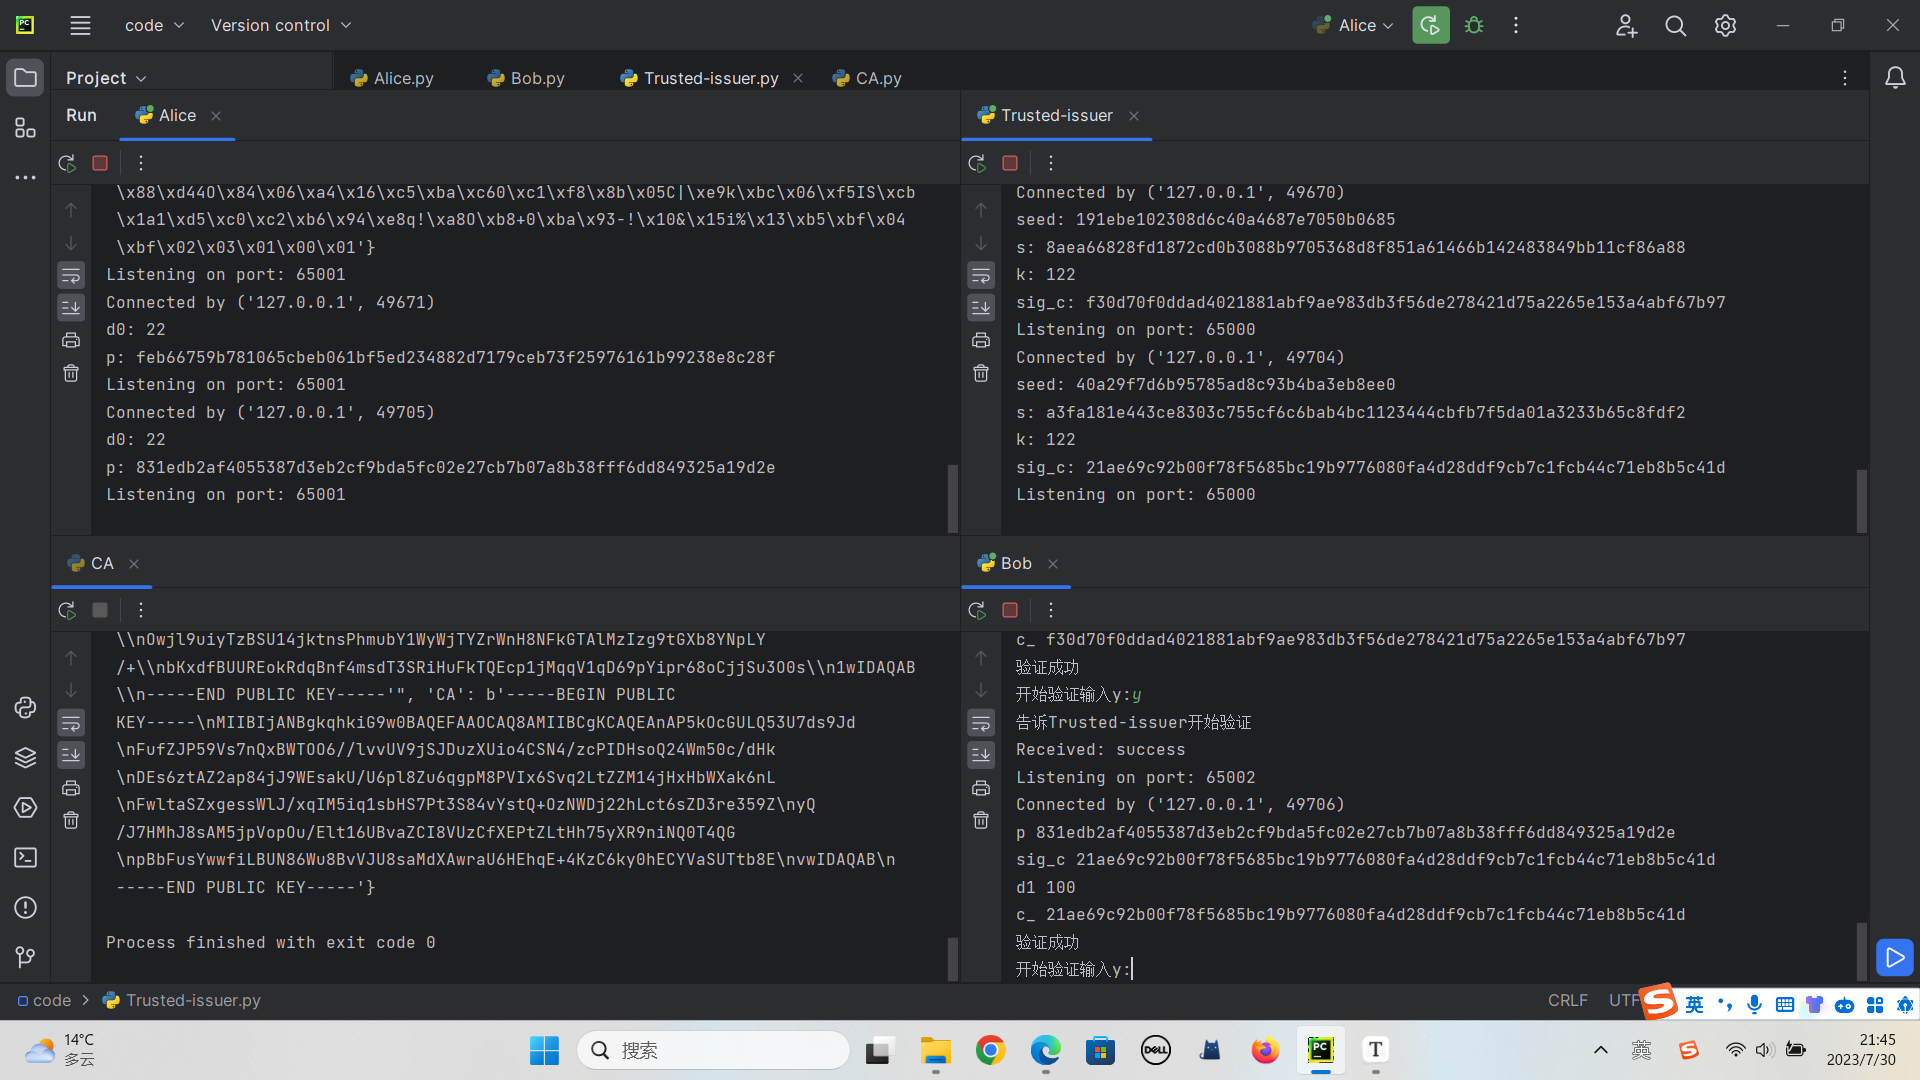 code
Version control
Alice
Project
Alice.py
Bob.py
Trusted-issuer.py
CA.py
Run
Alice
\x88\xd44O\x84\x06\xa4\x16\xc5\xba\xc60\xc1\xf8\x8b\x05C|\xe9k\xbc\x06\xf5IS\xcb
\x1a1\xd5\xc0\xc2\xb6\x94\xe8q!\xa8O\xb8+0\xba\x93-!\x10&\x15i%\x13\xb5\xbf\x04
\xbf\x02\x03\x01\x00\x01'}
Listening on port: 65001
Connected by ('127.0.0.1', 49671)
d0: 22
p: feb66759b781065cbeb061bf5ed234882d7179ceb73f25976161b99238e8c28f
Listening on port: 65001
Connected by ('127.0.0.1', 49705)
d0: 22
p: 831edb2af4055387d3eb2cf9bda5fc02e27cb7b07a8b38fff6dd849325a19d2e
Listening on port: 65001
Trusted-issuer
Connected by ('127.0.0.1', 49670)
seed: 191ebe102308d6c40a4687e7050b0685
s: 8aea66828fd1872cd0b3088b9705368d8f851a61466b142483849bb11cf86a88
k: 122
sig_c: f30d70f0ddad4021881abf9ae983db3f56de278421d75a2265e153a4abf67b97
Listening on port: 65000
Connected by ('127.0.0.1', 49704)
seed: 40a29f7d6b95785ad8c93b4ba3eb8ee0
s: a3fa181e443ce8303c755cf6c6bab4bc1123444cbfb7f5da01a3233b65c8fdf2
k: 122
sig_c: 21ae69c92b00f78f5685bc19b9776080fa4d28ddf9cb7c1fcb44c71eb8b5c41d
Listening on port: 65000
CA
\\nOwjl9uiyTzBSU14jktnsPhmubY1WyWjTYZrWnH8NFkGTAlMzIzg9tGXb8YNpLY
/+\\nbKxdfBUUREokRdqBnf4msdT3SRiHuFkTQEcp1jMqqV1qD69pYipr68oCjjSu3O0s\\n1wIDAQAB
\\n-----END PUBLIC KEY-----'", 'CA': b'-----BEGIN PUBLIC
KEY-----\nMIIBIjANBgkqhkiG9w0BAQEFAAOCAQ8AMIIBCgKCAQEAnAP5kOcGULQ53U7ds9Jd
\nFufZJP59Vs7nQxBWTOO6//lvvUV9jSJDuzXUio4CSN4/zcPIDHsoQ24Wm50c/dHk
\nDEs6ztAZ2ap84jJ9WEsakU/U6pl8Zu6qgpM8PVIx6Svq2LtZZM14jHxHbWXak6nL
\nFwltaSZxgessWlJ/xqIM5iq1sbHS7Pt3S84vYstQ+OzNWDj22hLct6sZD3re359Z\nyQ
/J7HMhJ8sAM5jpVopOu/Elt16UBvaZCI8VUzCfXEPtZLtHh75yXR9niNQ0T4QG
\npBbFusYwwfiLBUN86Wu8BvVJU8saMdXAwraU6HEhqE+4KzC6ky0hECYVaSUTtb8E\nvwIDAQAB\n
-----END PUBLIC KEY-----'}
Process finished with exit code 0
Bob
c_ f30d70f0ddad4021881abf9ae983db3f56de278421d75a2265e153a4abf67b97
验证成功
开始验证输入y:y
告诉Trusted-issuer开始验证
Received: success
Listening on port: 65002
Connected by ('127.0.0.1', 49706)
p 831edb2af4055387d3eb2cf9bda5fc02e27cb7b07a8b38fff6dd849325a19d2e
sig_c 21ae69c92b00f78f5685bc19b9776080fa4d28ddf9cb7c1fcb44c71eb8b5c41d
d1 100
c_ 21ae69c92b00f78f5685bc19b9776080fa4d28ddf9cb7c1fcb44c71eb8b5c41d
验证成功
开始验证输入y:
code > Trusted-issuer.py
CRLF
UTF
英
14°C
多云
搜索
英
21:45
2023/7/30